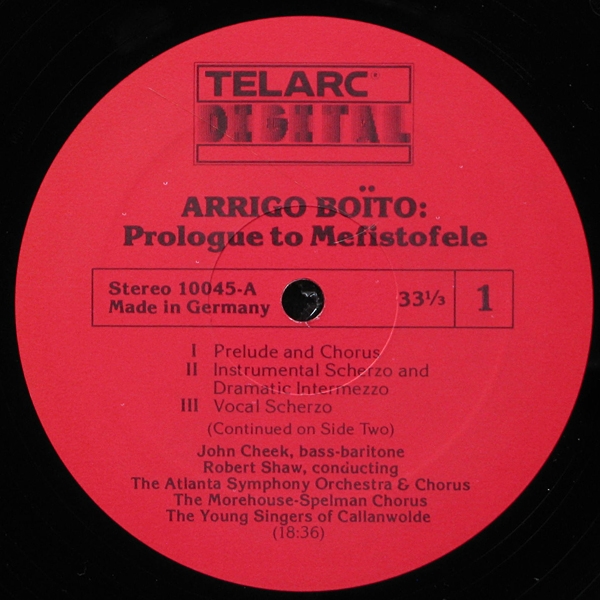 TELARC®
DIGITAL
ARRIGO BOÏTO:
Prologue to Mefistofele
Stereo 10045-A
Made in Germany
33⅓
1
I Prelude and Chorus
II Instrumental Scherzo and
Dramatic Intermezzo
III Vocal Scherzo
(Continued on Side Two)
John Cheek, bass-baritone
Robert Shaw, conducting
The Atlanta Symphony Orchestra & Chorus
The Morehouse-Spelman Chorus
The Young Singers of Callanwolde
(18:36)